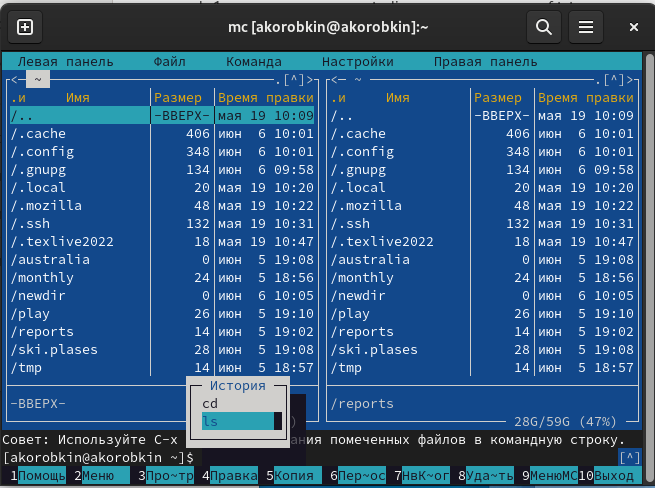 mc [akorobkin@akorobkin]:~
Левая панель Файл Команда Настройки Правая панель
<─ ~ .[^]> <─ ~ .[^]>
.и Имя Размер Время правки .и Имя Размер Время правки
/.. -ВВЕРХ- мая 19 10:09 /.. -ВВЕРХ- мая 19 10:09
/.cache 406 июн 6 10:01 /.cache 406 июн 6 10:01
/.config 348 июн 6 10:01 /.config 348 июн 6 10:01
/.gnupg 134 июн 6 09:58 /.gnupg 134 июн 6 09:58
/.local 20 мая 19 10:20 /.local 20 мая 19 10:20
/.mozilla 48 мая 19 10:22 /.mozilla 48 мая 19 10:22
/.ssh 132 мая 19 10:31 /.ssh 132 мая 19 10:31
/.texlive2022 18 мая 19 10:47 /.texlive2022 18 мая 19 10:47
/australia 0 июн 5 19:08 /australia 0 июн 5 19:08
/monthly 24 июн 5 18:56 /monthly 24 июн 5 18:56
/newdir 0 июн 6 10:05 /newdir 0 июн 6 10:05
/play 26 июн 5 19:10 /play 26 июн 5 19:10
/reports 14 июн 5 19:02 /reports 14 июн 5 19:02
/ski.plases 28 июн 5 19:08 /ski.plases 28 июн 5 19:08
/tmp 14 июн 5 18:57 /tmp 14 июн 5 18:57
История
cd
ls
-ВВЕРХ- /reports
28G/59G (47%)
Совет: Используйте C-x ния помеченных файлов в командную строку.
[akorobkin@akorobkin ~]$ [^]
1Помощь 2Меню 3Про~тр 4Правка 5Копия 6Пер~ос 7НвК~ог 8Уда~ть 9МенюMC 10Выход